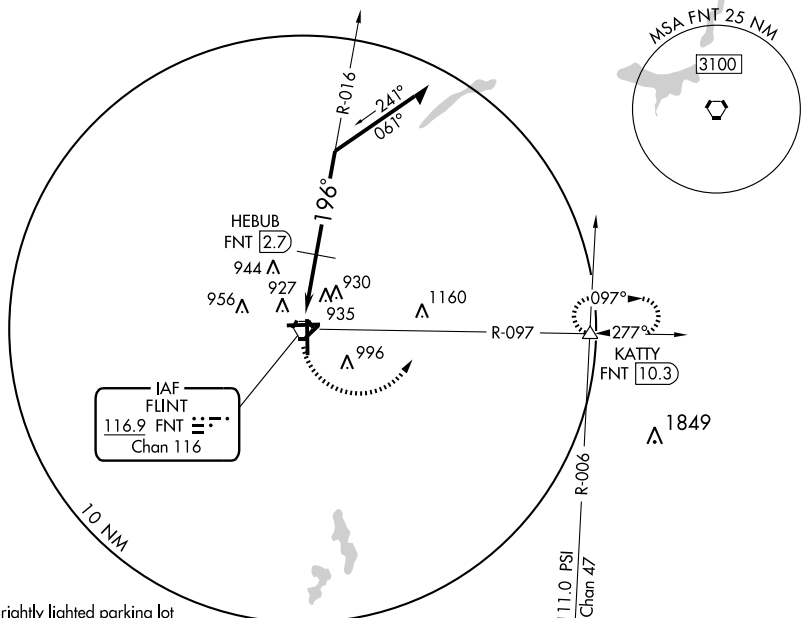 MSA FNT 25 NM
3100
R-016
241°
061°
196°
HEBUB
FNT 2.7
944
930
956
927
935
1160
996
R-097
097°
277°
KATTY
FNT 10.3
IAF
FLINT
116.9 FNT
Chan 116
1849
R-006
10 NM
111.0 PSI
Chan 47
rightly lighted parking lot